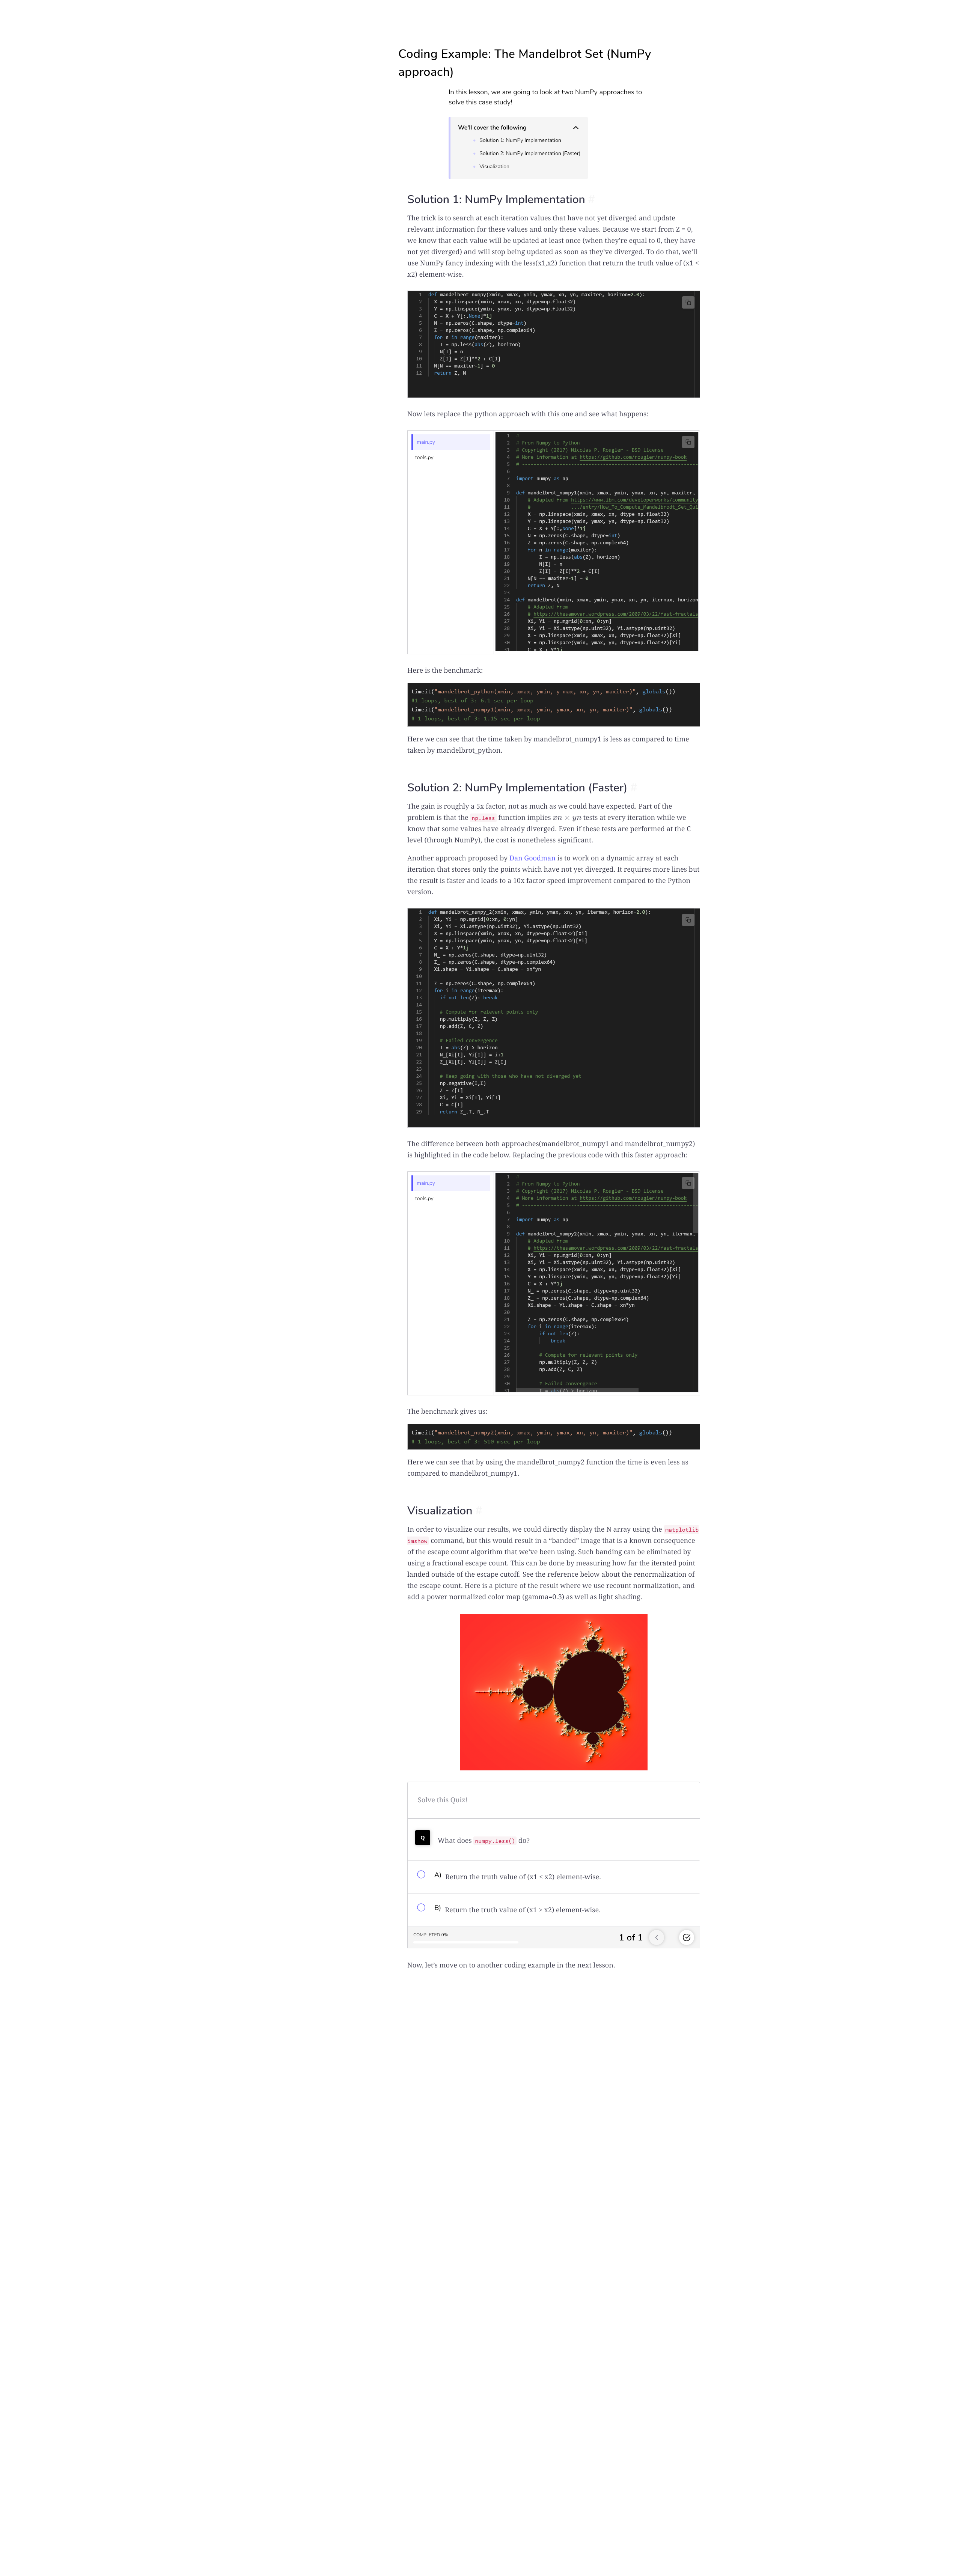 Coding Example: The Mandelbrot Set (NumPy
approach)
In this lesson, we are going to look at two NumPy approaches to
solve this case study!
We'll cover the following
Solution 1: NumPy Implementation
Solution 2: NumPy Implementation (Faster)
Visualization
Solution 1: NumPy Implementation #
The trick is to search at each iteration values that have not yet diverged and update
relevant information for these values and only these values. Because we start from Z = 0,
we know that each value will be updated at least once (when they're equal to 0, they have
not yet diverged) and will stop being updated as soon as they've diverged. To do that, we'll
use NumPy fancy indexing with the less(x1,x2) function that return the truth value of (x1 <
x2) element-wise.
1 def mandelbrot_numpy(xmin, xmax, ymin, ymax, xn, yn, maxiter, horizon=2.0):
2 X = np.linspace(xmin, xmax, xn, dtype=np.float32)
3 Y = np.linspace(ymin, ymax, yn, dtype=np.float32)
4 C = X + Y[:,None]*1j
5 N = np.zeros(C.shape, dtype=int)
6 Z = np.zeros(C.shape, np.complex64)
7 for n in range(maxiter):
8 I = np.less(abs(Z), horizon)
9 N[I] = n
10 Z[I] = Z[I]**2 + C[I]
11 N[N == maxiter-1] = 0
12 return Z, N
Now lets replace the python approach with this one and see what happens:
main.py
tools.py
1 # -----------------------------------------------------------------------------
2 # From Numpy to Python
3 # Copyright (2017) Nicolas P. Rougier - BSD license
4 # More information at https://github.com/rougier/numpy-book
5 # -----------------------------------------------------------------------------
6
7 import numpy as np
8
9 def mandelbrot_numpy1(xmin, xmax, ymin, ymax, xn, yn, maxiter,
10 # Adapted from https://www.ibm.com/developerworks/community
11 # .../entry/How_To_Compute_Mandelbrodt_Set_Qui
12 X = np.linspace(xmin, xmax, xn, dtype=np.float32)
13 Y = np.linspace(ymin, ymax, yn, dtype=np.float32)
14 C = X + Y[:,None]*1j
15 N = np.zeros(C.shape, dtype=int)
16 Z = np.zeros(C.shape, np.complex64)
17 for n in range(maxiter):
18 I = np.less(abs(Z), horizon)
19 N[I] = n
20 Z[I] = Z[I]**2 + C[I]
21 N[N == maxiter-1] = 0
22 return Z, N
23
24 def mandelbrot(xmin, xmax, ymin, ymax, xn, yn, itermax, horizon
25 # Adapted from
26 # https://thesamovar.wordpress.com/2009/03/22/fast-fractals
27 Xi, Yi = np.mgrid[0:xn, 0:yn]
28 Xi, Yi = Xi.astype(np.uint32), Yi.astype(np.uint32)
29 X = np.linspace(xmin, xmax, xn, dtype=np.float32)[Xi]
30 Y = np.linspace(ymin, ymax, yn, dtype=np.float32)[Yi]
31 C = X + Y*1j
Here is the benchmark:
timeit("mandelbrot_python(xmin, xmax, ymin, y max, xn, yn, maxiter)", globals())
#1 loops, best of 3: 6.1 sec per loop
timeit("mandelbrot_numpy1(xmin, xmax, ymin, ymax, xn, yn, maxiter)", globals())
# 1 loops, best of 3: 1.15 sec per loop
Here we can see that the time taken by mandelbrot_numpy1 is less as compared to time
taken by mandelbrot_python.
Solution 2: NumPy Implementation (Faster) #
The gain is roughly a 5x factor, not as much as we could have expected. Part of the
problem is that the np.less function implies xn × yn tests at every iteration while we
know that some values have already diverged. Even if these tests are performed at the C
level (through NumPy), the cost is nonetheless significant.
Another approach proposed by Dan Goodman is to work on a dynamic array at each
iteration that stores only the points which have not yet diverged. It requires more lines but
the result is faster and leads to a 10x factor speed improvement compared to the Python
version.
1 def mandelbrot_numpy_2(xmin, xmax, ymin, ymax, xn, yn, itermax, horizon=2.0):
2 Xi, Yi = np.mgrid[0:xn, 0:yn]
3 Xi, Yi = Xi.astype(np.uint32), Yi.astype(np.uint32)
4 X = np.linspace(xmin, xmax, xn, dtype=np.float32)[Xi]
5 Y = np.linspace(ymin, ymax, yn, dtype=np.float32)[Yi]
6 C = X + Y*1j
7 N_ = np.zeros(C.shape, dtype=np.uint32)
8 Z_ = np.zeros(C.shape, dtype=np.complex64)
9 Xi.shape = Yi.shape = C.shape = xn*yn
10
11 Z = np.zeros(C.shape, np.complex64)
12 for i in range(itermax):
13 if not len(Z): break
14
15 # Compute for relevant points only
16 np.multiply(Z, Z, Z)
17 np.add(Z, C, Z)
18
19 # Failed convergence
20 I = abs(Z) > horizon
21 N_[Xi[I], Yi[I]] = i+1
22 Z_[Xi[I], Yi[I]] = Z[I]
23
24 # Keep going with those who have not diverged yet
25 np.negative(I,I)
26 Z = Z[I]
27 Xi, Yi = Xi[I], Yi[I]
28 C = C[I]
29 return Z_.T, N_.T
The difference between both approaches(mandelbrot_numpy1 and mandelbrot_numpy2)
is highlighted in the code below. Replacing the previous code with this faster approach:
main.py
tools.py
1 # -----------------------------------------------------------------------------
2 # From Numpy to Python
3 # Copyright (2017) Nicolas P. Rougier - BSD license
4 # More information at https://github.com/rougier/numpy-book
5 # -----------------------------------------------------------------------------
6
7 import numpy as np
8
9 def mandelbrot_numpy2(xmin, xmax, ymin, ymax, xn, yn, itermax,
10 # Adapted from
11 # https://thesamovar.wordpress.com/2009/03/22/fast-fractals
12 Xi, Yi = np.mgrid[0:xn, 0:yn]
13 Xi, Yi = Xi.astype(np.uint32), Yi.astype(np.uint32)
14 X = np.linspace(xmin, xmax, xn, dtype=np.float32)[Xi]
15 Y = np.linspace(ymin, ymax, yn, dtype=np.float32)[Yi]
16 C = X + Y*1j
17 N_ = np.zeros(C.shape, dtype=np.uint32)
18 Z_ = np.zeros(C.shape, dtype=np.complex64)
19 Xi.shape = Yi.shape = C.shape = xn*yn
20
21 Z = np.zeros(C.shape, np.complex64)
22 for i in range(itermax):
23 if not len(Z):
24 break
25
26 # Compute for relevant points only
27 np.multiply(Z, Z, Z)
28 np.add(Z, C, Z)
29
30 # Failed convergence
31 I = abs(Z) > horizon
The benchmark gives us:
timeit("mandelbrot_numpy2(xmin, xmax, ymin, ymax, xn, yn, maxiter)", globals())
# 1 loops, best of 3: 510 msec per loop
Here we can see that by using the mandelbrot_numpy2 function the time is even less as
compared to mandelbrot_numpy1.
Visualization #
In order to visualize our results, we could directly display the N array using the matplotlib
imshow command, but this would result in a “banded” image that is a known consequence
of the escape count algorithm that we've been using. Such banding can be eliminated by
using a fractional escape count. This can be done by measuring how far the iterated point
landed outside of the escape cutoff. See the reference below about the renormalization of
the escape count. Here is a picture of the result where we use recount normalization, and
add a power normalized color map (gamma=0.3) as well as light shading.
Solve this Quiz!
Q What does numpy.less() do?
A) Return the truth value of (x1 < x2) element-wise.
B) Return the truth value of (x1 > x2) element-wise.
COMPLETED 0%
1 of 1
Now, let's move on to another coding example in the next lesson.